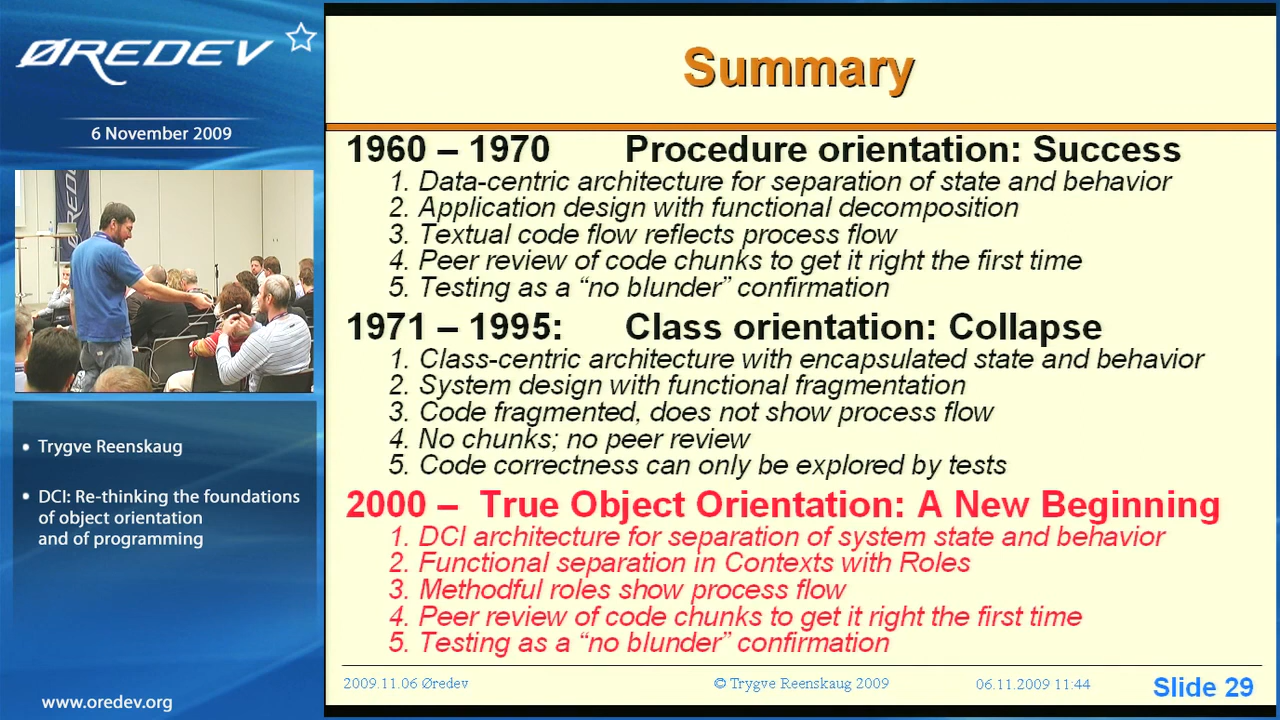 ØREDEV
6 November 2009
ØREDEV
Trygve Reenskaug
DCI: Re-thinking the foundations
of object orientation
and of programming
www.oredev.org
Summary
1960 – 1970 Procedure orientation: Success
1. Data-centric architecture for separation of state and behavior
2. Application design with functional decomposition
3. Textual code flow reflects process flow
4. Peer review of code chunks to get it right the first time
5. Testing as a “no blunder” confirmation
1971 – 1995: Class orientation: Collapse
1. Class-centric architecture with encapsulated state and behavior
2. System design with functional fragmentation
3. Code fragmented, does not show process flow
4. No chunks; no peer review
5. Code correctness can only be explored by tests
2000 – True Object Orientation: A New Beginning
1. DCI architecture for separation of system state and behavior
2. Functional separation in Contexts with Roles
3. Methodful roles show process flow
4. Peer review of code chunks to get it right the first time
5. Testing as a “no blunder” confirmation
2009.11.06 Øredev © Trygve Reenskaug 2009 06.11.2009 11:44 Slide 29